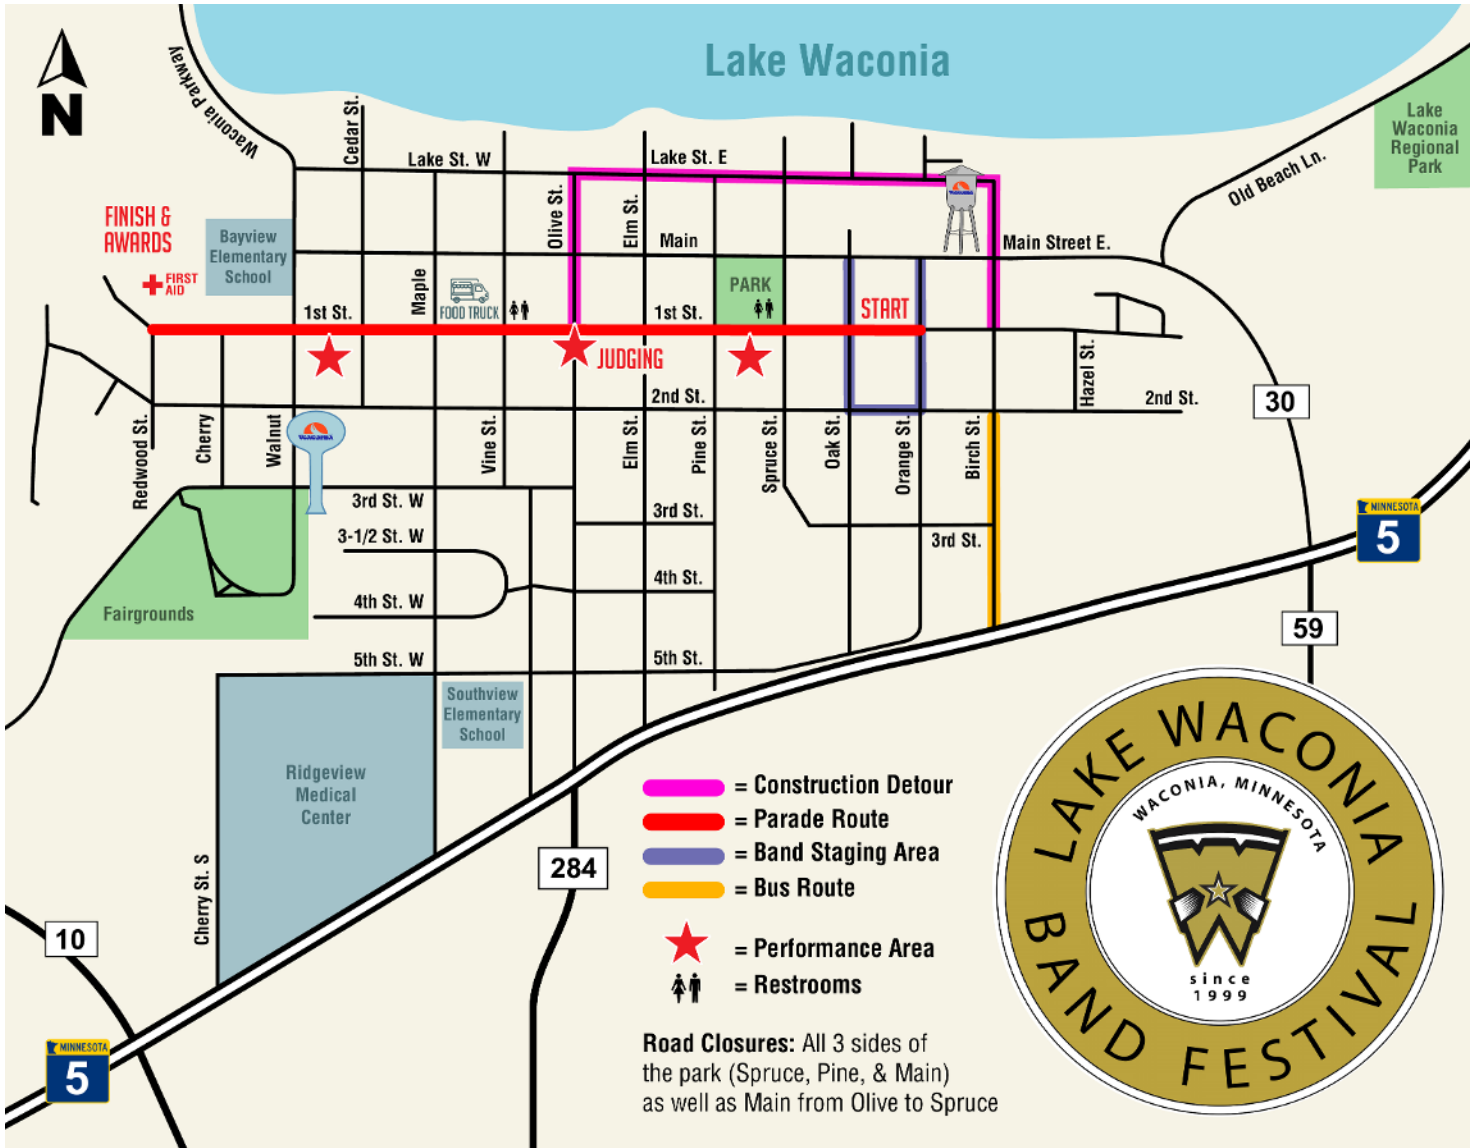 Lake Waconia
N
Waconia Parkway
Cedar St.
Lake St. W
Lake St. E
Lake
Waconia
Regional
Park
Old Beach Ln.
FINISH &
AWARDS
FIRST
AID
Bayview
Elementary
School
Olive St.
Elm St.
Main
Main Street E.
WACONIA
Maple
FOOD TRUCK
PARK
START
1st St.
1st St.
JUDGING
Hazel St.
2nd St.
2nd St.
30
Redwood St.
Cherry
Walnut
WACONIA
Vine St.
Elm St.
Pine St.
Spruce St.
Oak St.
Orange St.
Birch St.
3rd St. W
3rd St.
3rd St.
3-1/2 St. W
4th St. W
4th St.
MINNESOTA
5
Fairgrounds
59
5th St. W
5th St.
Southview
Elementary
School
Ridgeview
Medical
Center
Cherry St. S
284
10
MINNESOTA
5
= Construction Detour
= Parade Route
= Band Staging Area
= Bus Route
= Performance Area
= Restrooms
Road Closures: All 3 sides of
the park (Spruce, Pine, & Main)
as well as Main from Olive to Spruce
LAKE WACONIA
BAND FESTIVAL
WACONIA, MINNESOTA
since
1999